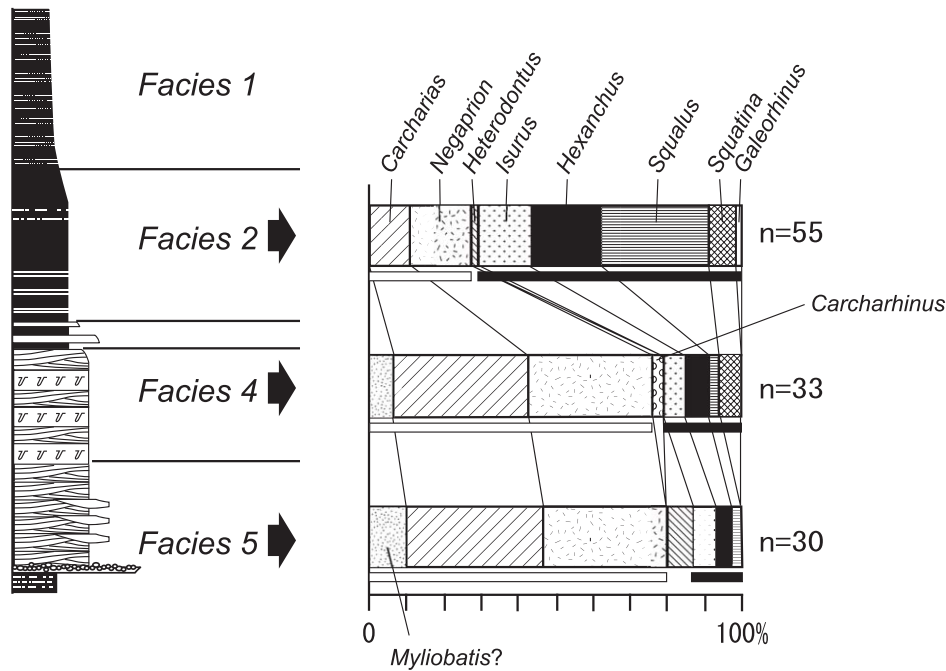 Facies 1
Facies 2
Facies 4
Facies 5
Carcharias
Negaprion
Heterodontus
Isurus
Hexanchus
Squalus
Squatina
Galeorhinus
n=55
Carcharhinus
n=33
n=30
0
100%
Myliobatis?